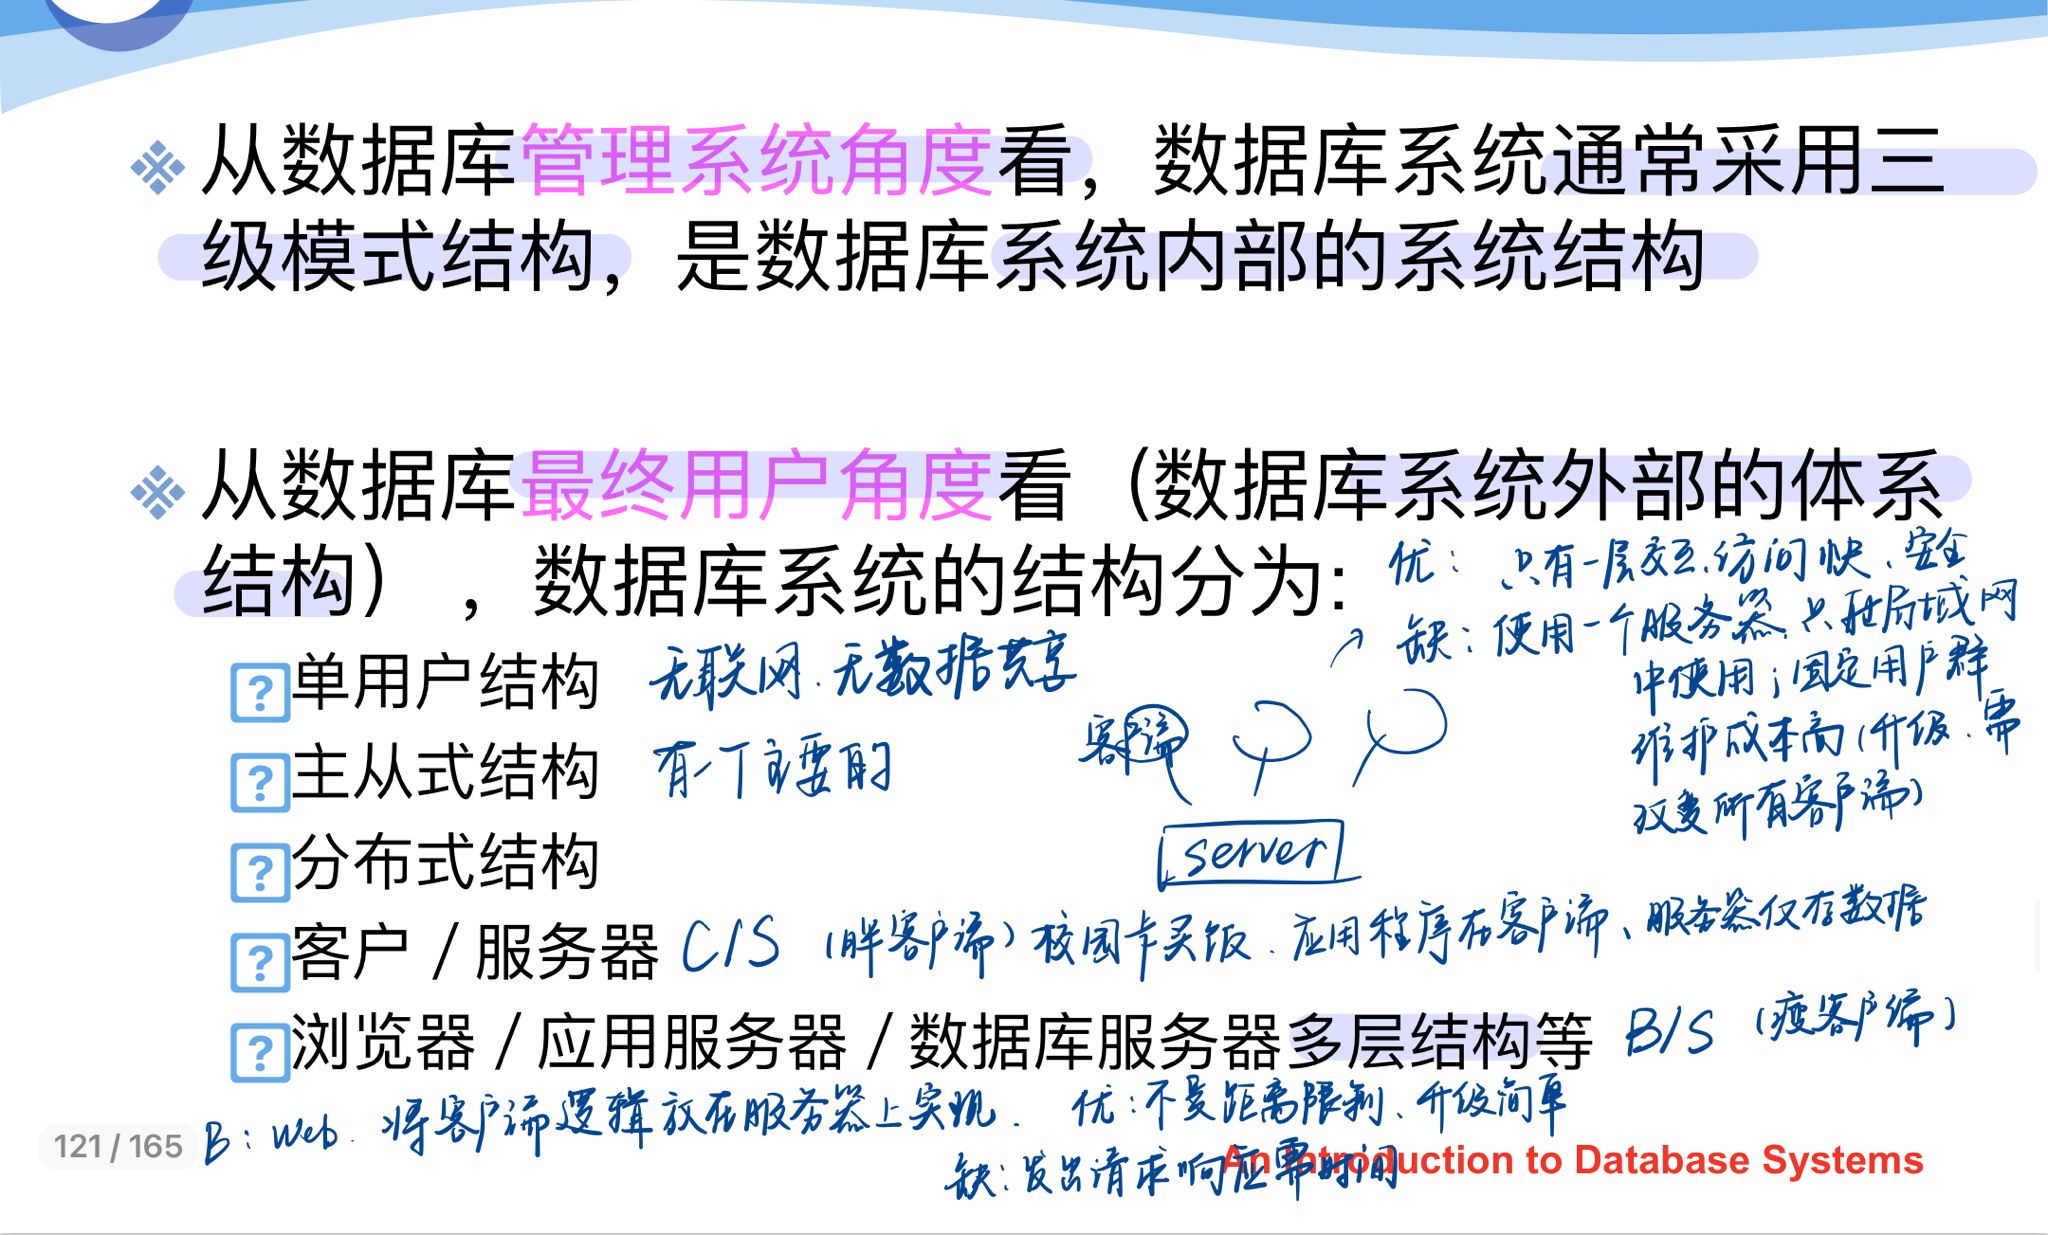 从数据库管理系统角度看，数据库系统通常采用三
级模式结构，是数据库系统内部的系统结构
从数据库最终用户角度看（数据库系统外部的体系
结构），数据库系统的结构分为:
优：只有一层交互、访问快、安全
缺：使用一个服务器、只在局域网
中使用；固定用户群
维护成本高（升级、需
改变所有客户端）
单用户结构 无联网、无数据共享
主从式结构 有一个主要的
客户端
server
分布式结构
客户／服务器 C/S （胖客户端）校园卡买饭、应用程序在客户端、服务器仅存数据
浏览器／应用服务器／数据库服务器多层结构等 B/S （瘦客户端）
B：Web、将客户端逻辑放在服务器上实现、 优：不受距离限制、升级简单
缺：发出请求响应需时间
121 / 165
An Introduction to Database Systems